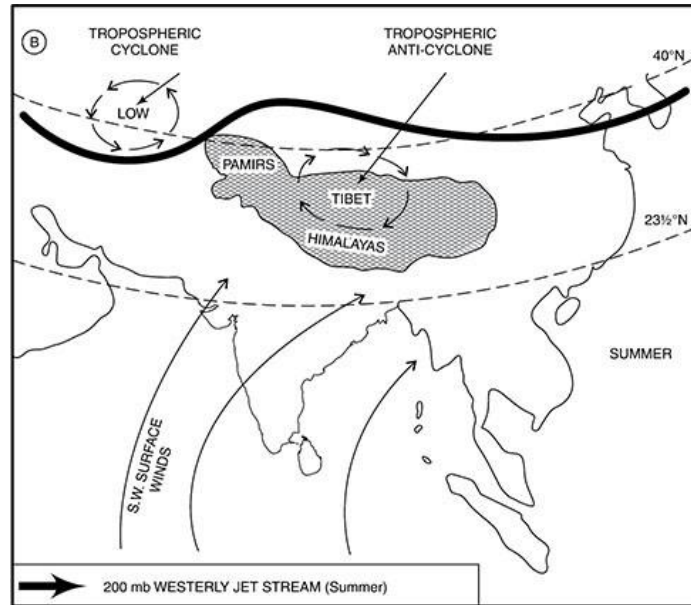 B
TROPOSPHERIC
CYCLONE
TROPOSPHERIC
ANTI-CYCLONE
40°N
LOW
PAMIRS
TIBET
HIMALAYAS
23½°N
SUMMER
S.W. SURFACE
WINDS
200 mb WESTERLY JET STREAM (Summer)